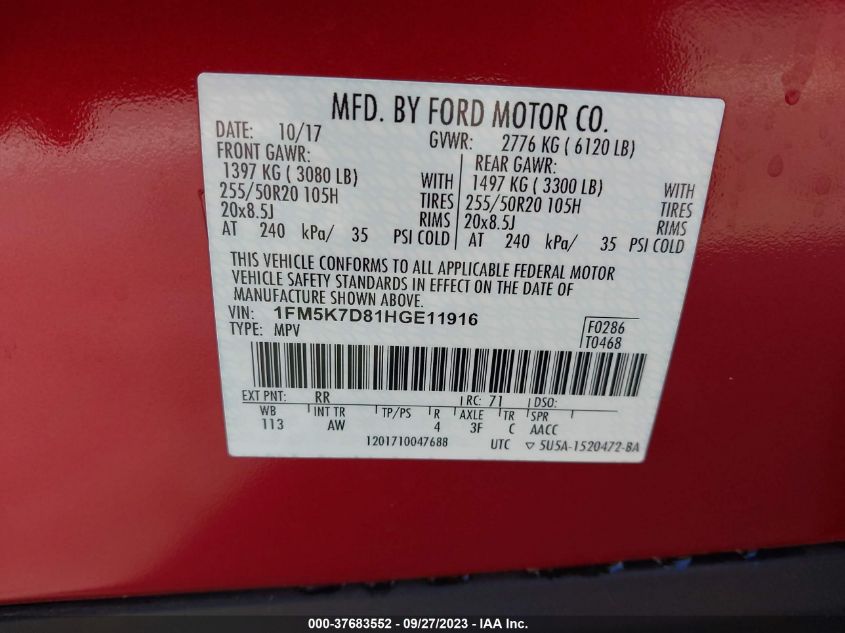 MFD. BY FORD MOTOR CO.
DATE: 10/17 GVWR: 2776 KG ( 6120 LB)
FRONT GAWR: REAR GAWR:
1397 KG ( 3080 LB) WITH 1497 KG ( 3300 LB) WITH
255/50R20 105H TIRES 255/50R20 105H TIRES
20x8.5J RIMS 20x8.5J RIMS
AT 240 kPa/ 35 PSI COLD AT 240 kPa/ 35 PSI COLD
THIS VEHICLE CONFORMS TO ALL APPLICABLE FEDERAL MOTOR
VEHICLE SAFETY STANDARDS IN EFFECT ON THE DATE OF
MANUFACTURE SHOWN ABOVE.
VIN: 1FM5K7D81HGE11916 F0286
TYPE: MPV T0468
EXT PNT: RR RC: 71 DSO:
WB INT TR TP/PS R AXLE TR SPR
113 AW 4 3F C AACC
1201710047688 UTC ▽ 5U5A-1520472-BA
000-37683552 / 09/27/2023 - IAA Inc.